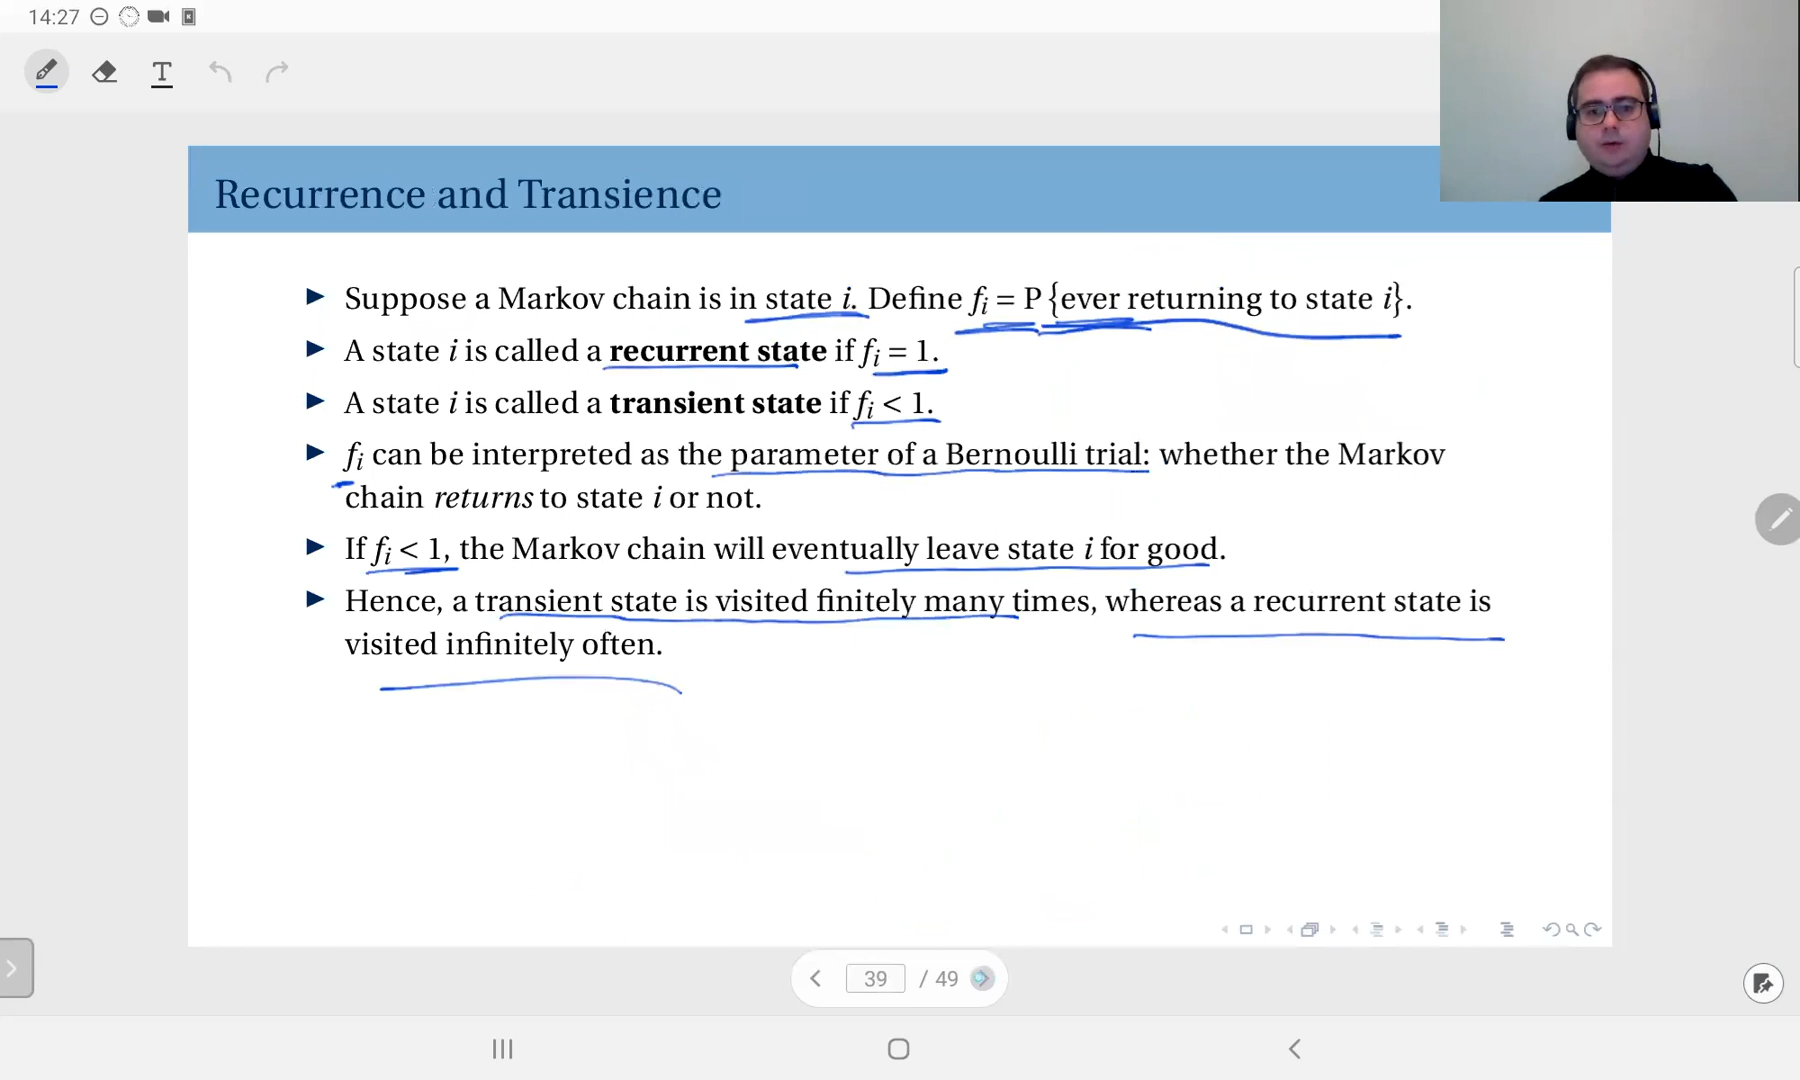 14:27
T
Recurrence and Transience
Suppose a Markov chain is in state i. Define fᵢ = P {ever returning to state i}.
A state i is called a recurrent state if fᵢ = 1.
A state i is called a transient state if fᵢ < 1.
fᵢ can be interpreted as the parameter of a Bernoulli trial: whether the Markov
chain returns to state i or not.
If fᵢ < 1, the Markov chain will eventually leave state i for good.
Hence, a transient state is visited finitely many times, whereas a recurrent state is
visited infinitely often.
39 / 49